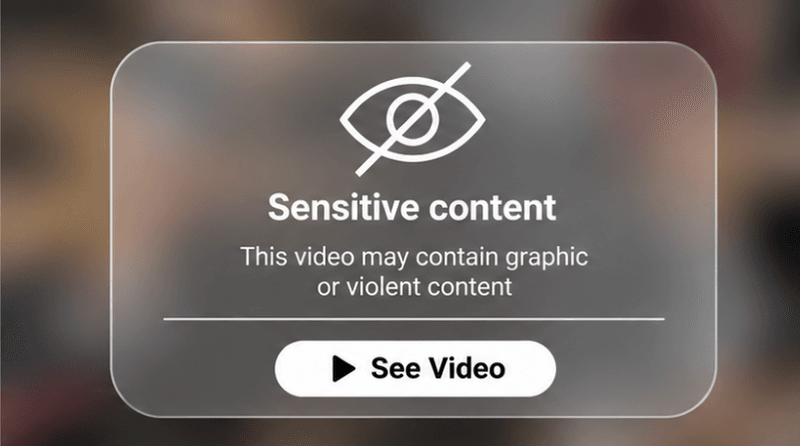 Sensitive content
This video may contain graphic
or violent content
See Video